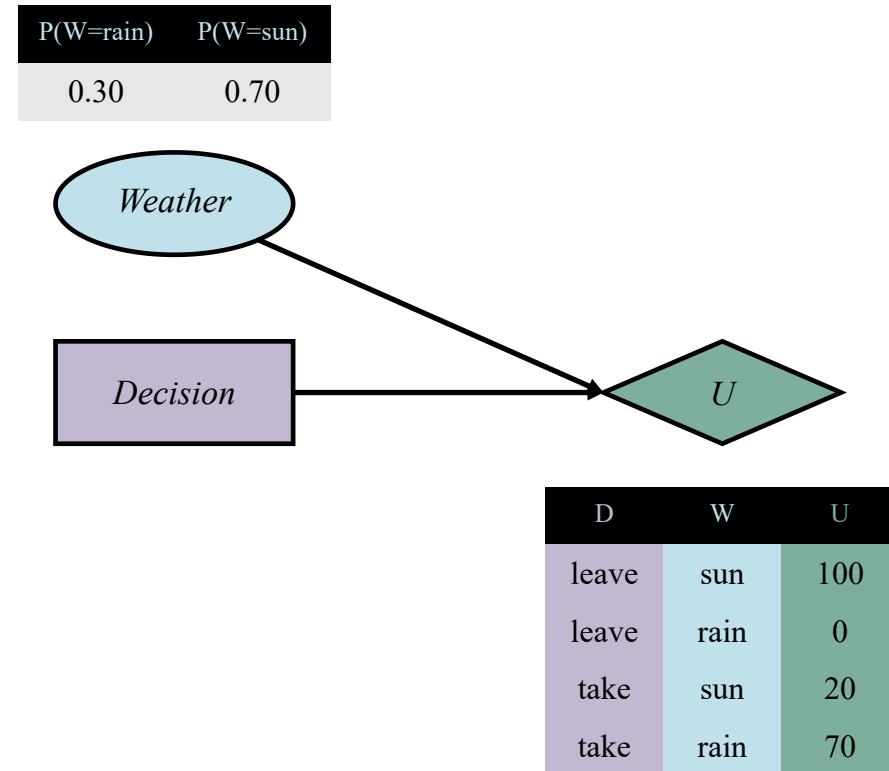 P(W=rain) P(W=sun)
0.30 0.70
Weather
Decision
U
D W U
leave sun 100
leave rain 0
take sun 20
take rain 70